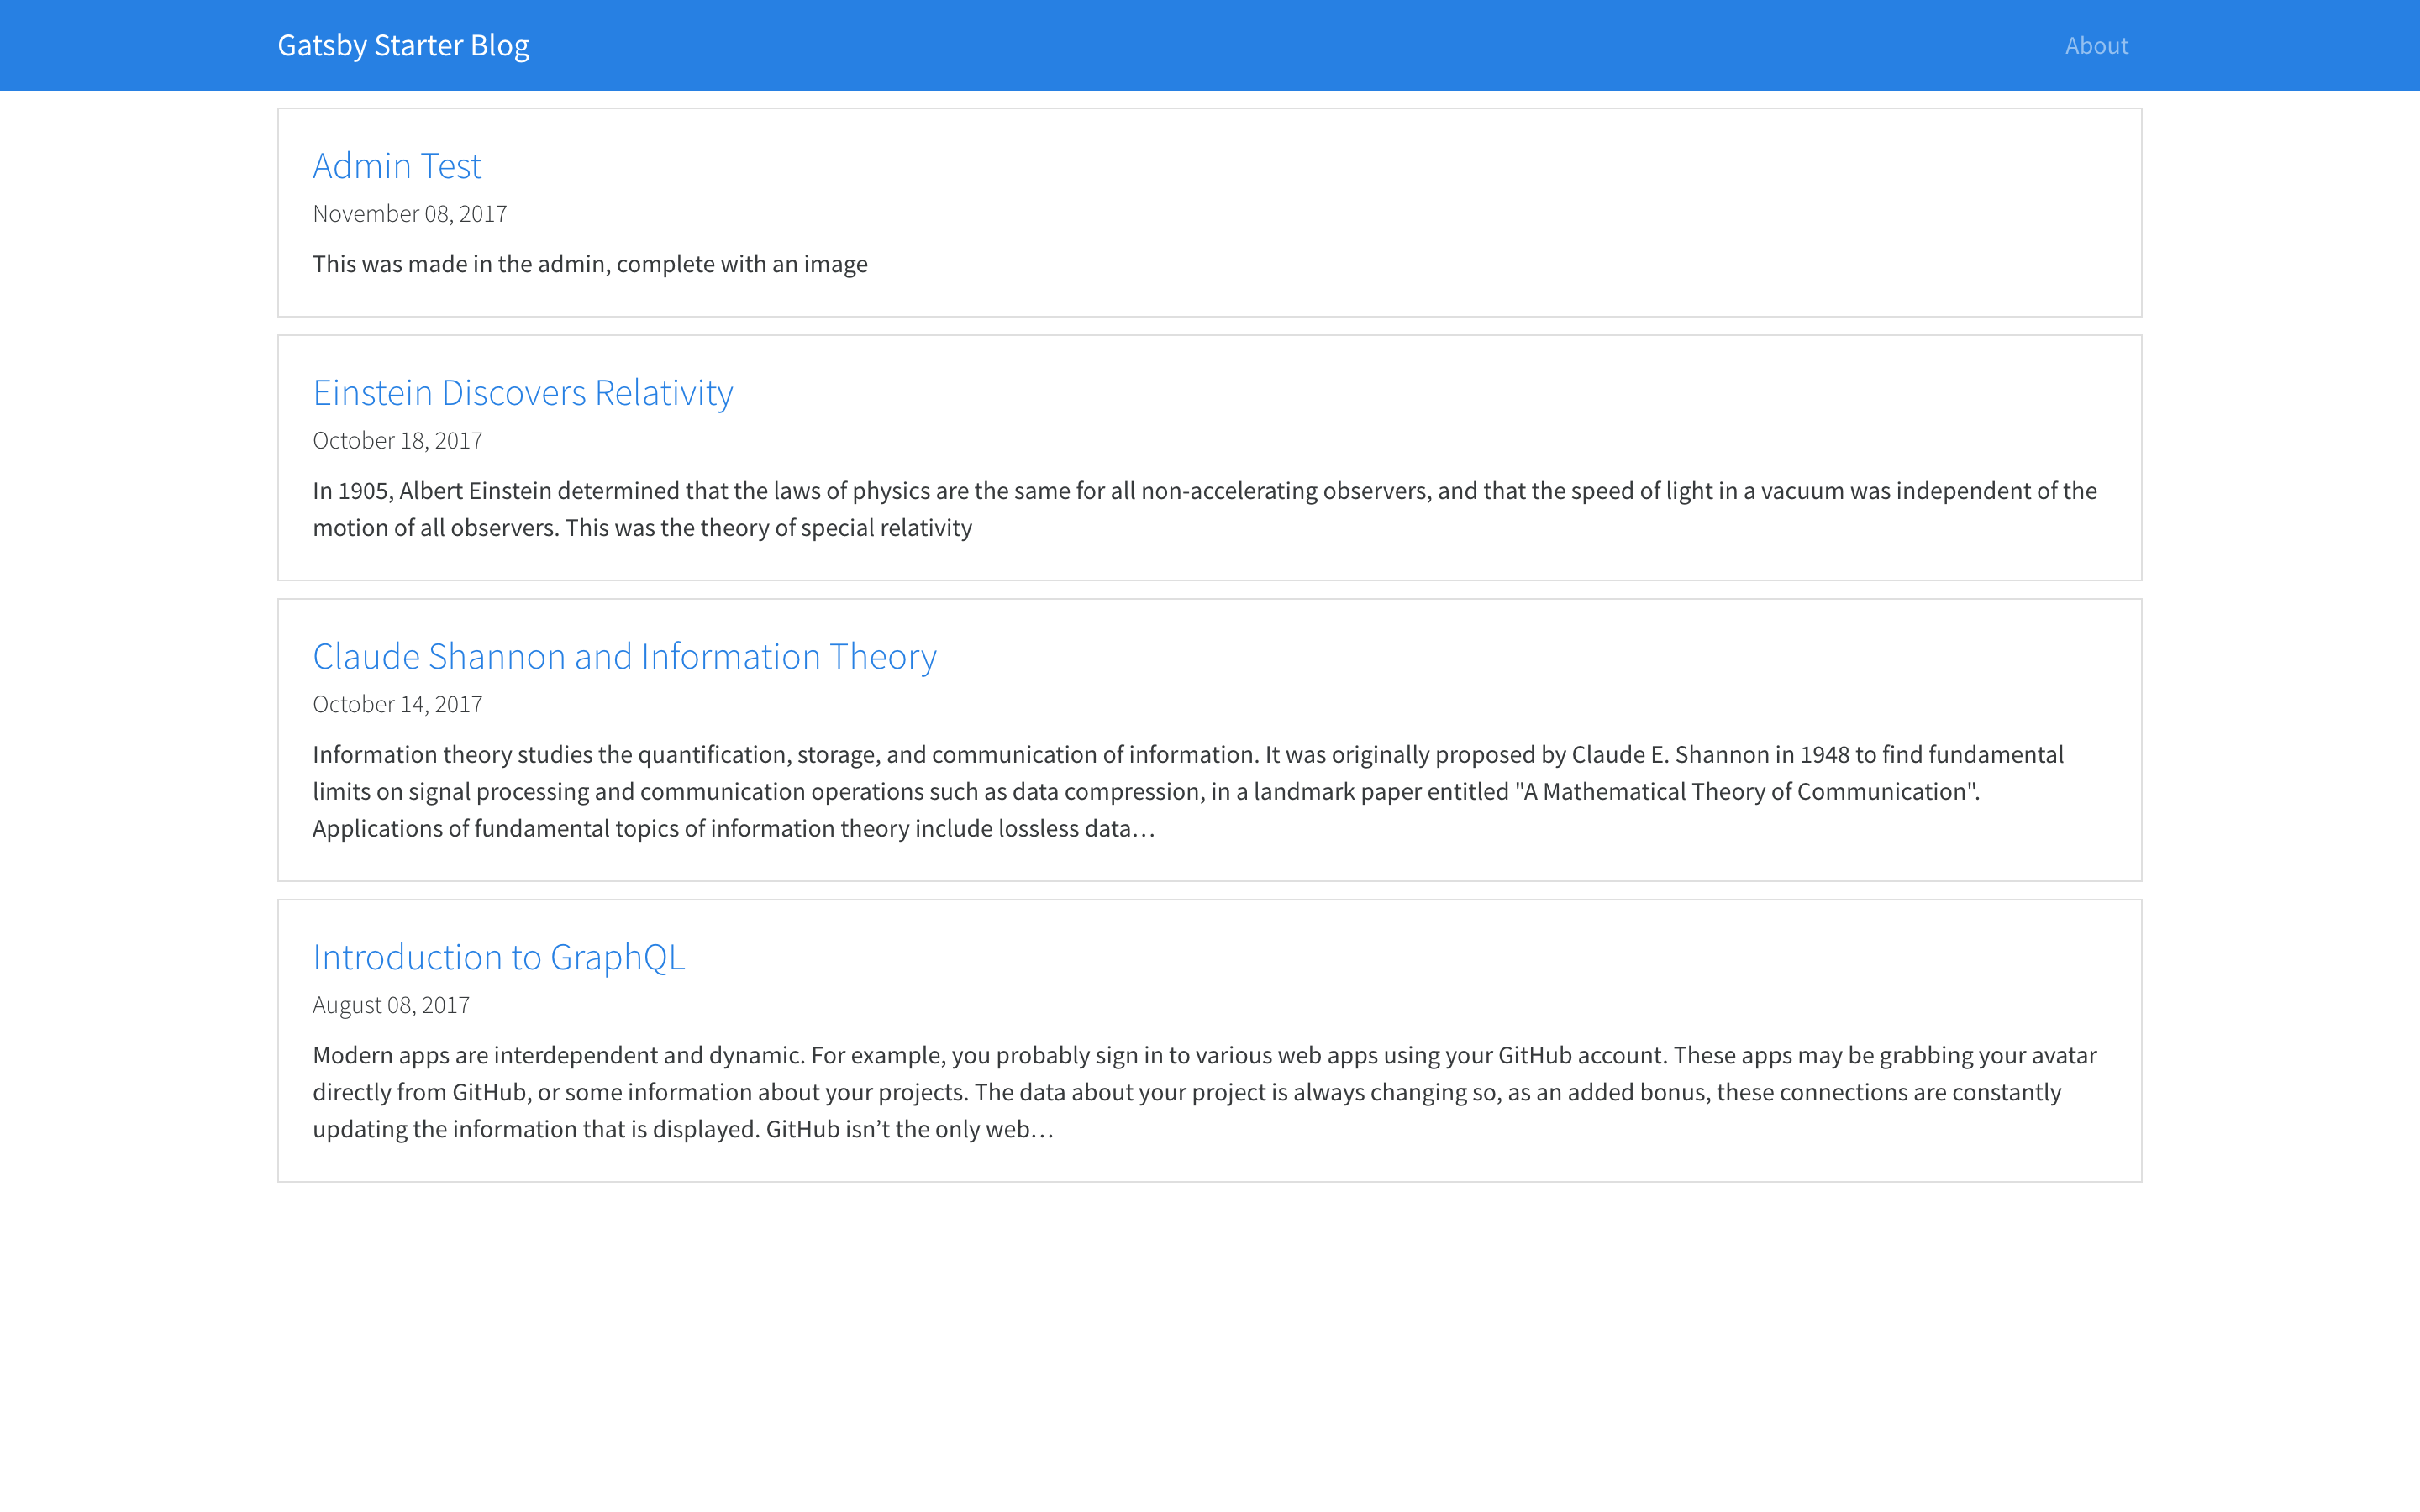 Gatsby Starter Blog
About
Admin Test
November 08, 2017
This was made in the admin, complete with an image
Einstein Discovers Relativity
October 18, 2017
In 1905, Albert Einstein determined that the laws of physics are the same for all non-accelerating observers, and that the speed of light in a vacuum was independent of the
motion of all observers. This was the theory of special relativity
Claude Shannon and Information Theory
October 14, 2017
Information theory studies the quantification, storage, and communication of information. It was originally proposed by Claude E. Shannon in 1948 to find fundamental
limits on signal processing and communication operations such as data compression, in a landmark paper entitled "A Mathematical Theory of Communication".
Applications of fundamental topics of information theory include lossless data…
Introduction to GraphQL
August 08, 2017
Modern apps are interdependent and dynamic. For example, you probably sign in to various web apps using your GitHub account. These apps may be grabbing your avatar
directly from GitHub, or some information about your projects. The data about your project is always changing so, as an added bonus, these connections are constantly
updating the information that is displayed. GitHub isn’t the only web…